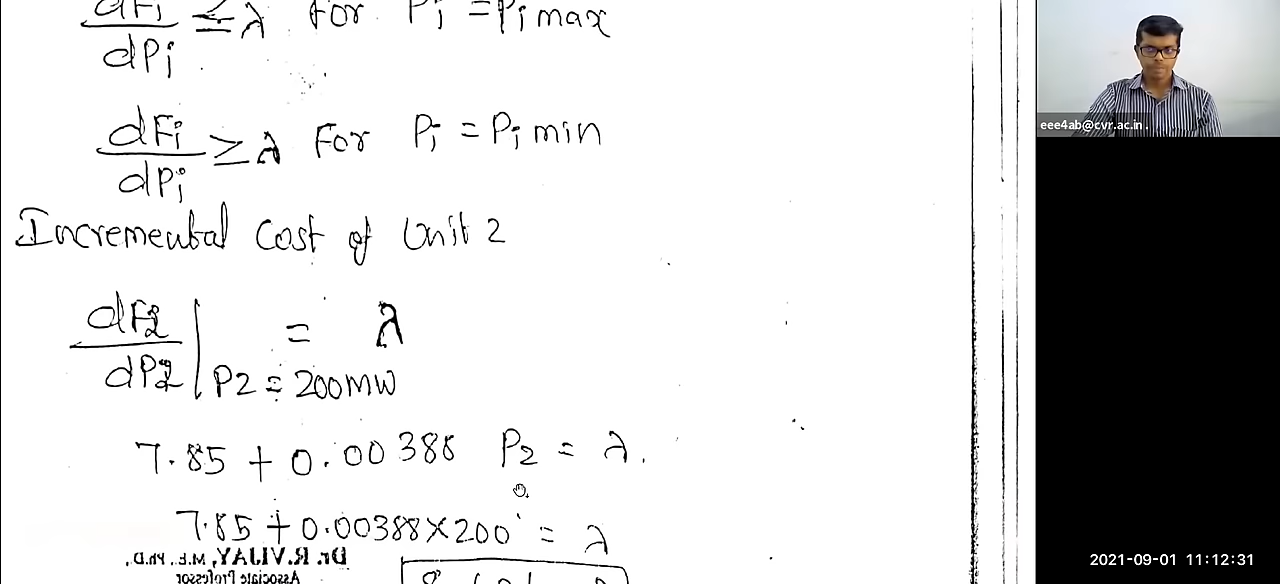 dFi/dPi ≤ λ. For Pi = Pi max
dFi/dPi ≥ λ For Pi = Pi min
Incremental Cost of Unit 2
dF2/dP2 | P2 = 200MW = λ
7.85 + 0.00388 P2 = λ.
7.85 + 0.00388 × 200 = λ
Dr. R.VIJAY, M.E., Ph.D.,
Associate Professor
eee4ab@cvr.ac.in
2021-09-01 11:12:31